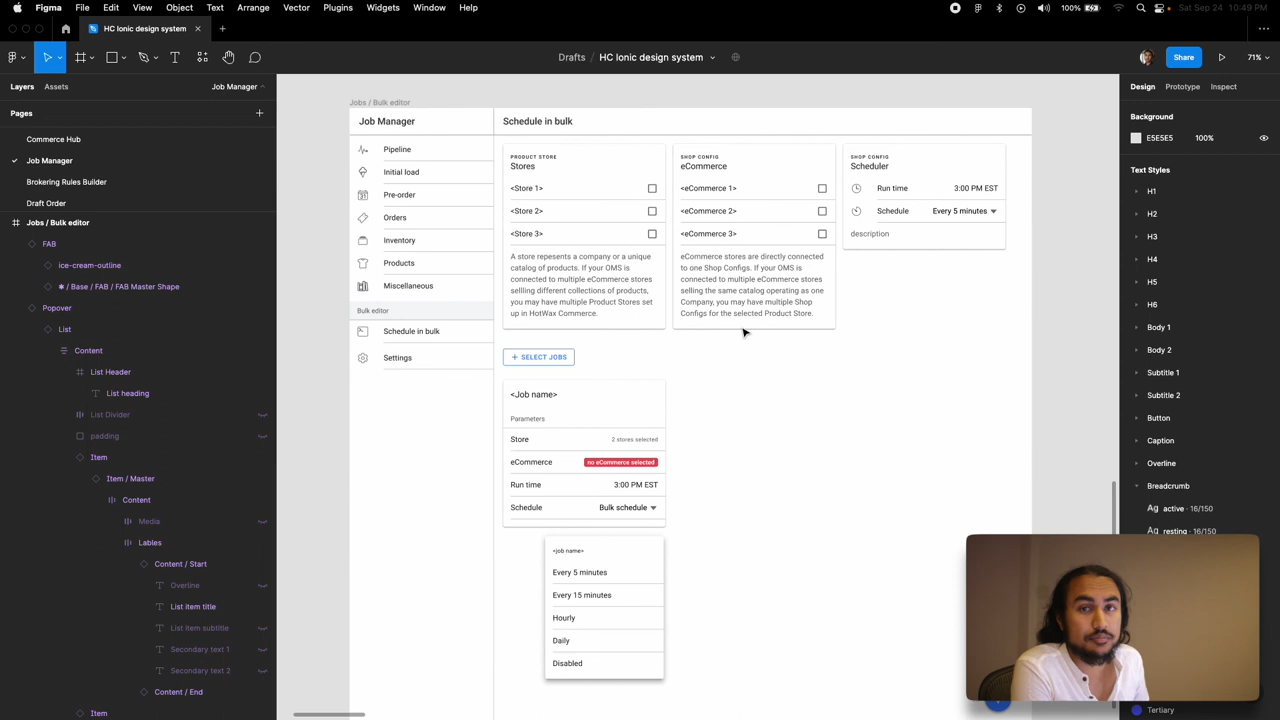 Figma
File
Edit
View
Object
Text
Arrange
Vector
Plugins
Widgets
Window
Help
100%
Sat Sep 24 10:49 PM
HC Ionic design system
Drafts / HC Ionic design system
Share
71%
Layers
Assets
Job Manager
Pages
Commerce Hub
Job Manager
Brokering Rules Builder
Draft Order
Jobs / Bulk editor
FAB
ice-cream-outline
✱ / Base / FAB / FAB Master Shape
Popover
List
Content
List Header
List heading
List Divider
padding
Item
Item / Master
Content
Media
Lables
Content / Start
Overline
List item title
List item subtitle
Secondary text 1
Secondary text 2
Content / End
Item
Jobs / Bulk editor
Job Manager
Pipeline
Initial load
Pre-order
Orders
Inventory
Products
Miscellaneous
Bulk editor
Schedule in bulk
Settings
Schedule in bulk
PRODUCT STORE
Stores
<Store 1>
<Store 2>
<Store 3>
A store repesents a company or a unique
catalog of products. If your OMS is
connected to multiple eCommerce stores
sellling different collections of products,
you may have multiple Product Stores set
up in HotWax Commerce.
SHOP CONFIG
eCommerce
<eCommerce 1>
<eCommerce 2>
<eCommerce 3>
eCommerce stores are directly connected
to one Shop Configs. If your OMS is
connected to multiple eCommerce stores
selling the same catalog operating as one
Company, you may have multiple Shop
Configs for the selected Product Store.
SHOP CONFIG
Scheduler
Run time 3:00 PM EST
Schedule Every 5 minutes
description
+ SELECT JOBS
<Job name>
Parameters
Store 2 stores selected
eCommerce no eCommerce selected
Run time 3:00 PM EST
Schedule Bulk schedule
<job name>
Every 5 minutes
Every 15 minutes
Hourly
Daily
Disabled
Design
Prototype
Inspect
Background
E5E5E5 100%
Text Styles
H1
H2
H3
H4
H5
H6
Body 1
Body 2
Subtitle 1
Subtitle 2
Button
Caption
Overline
Breadcrumb
Ag active · 16/150
Ag resting · 16/150
Tertiary